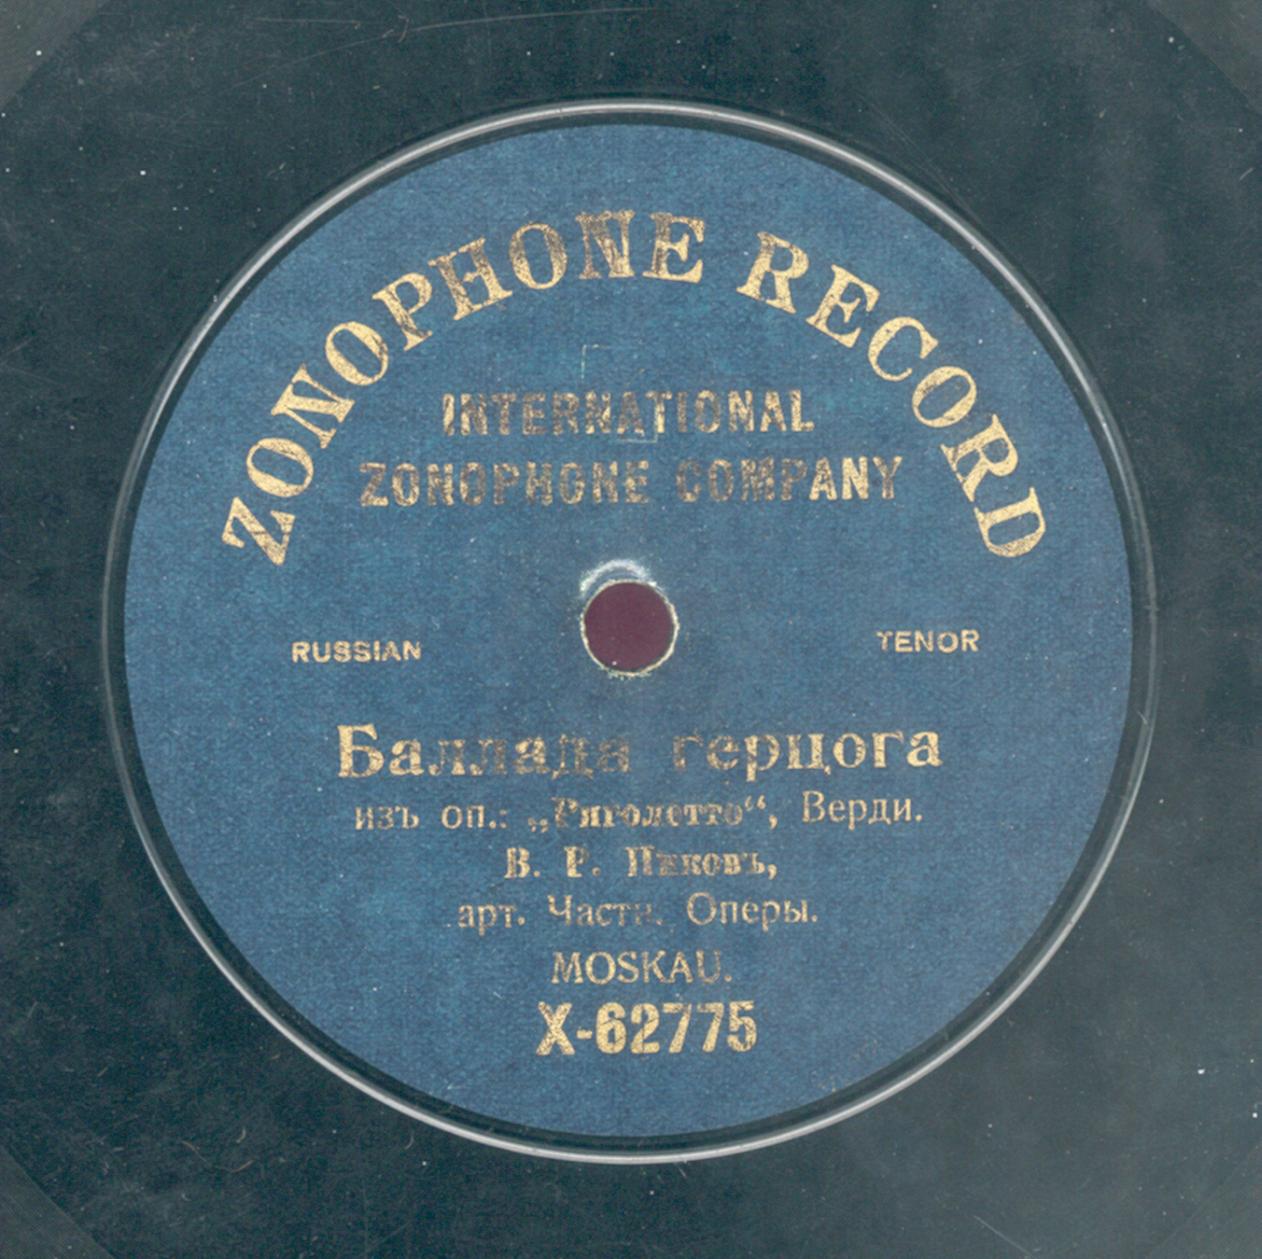 ZONOPHONE RECORD
INTERNATIONAL
ZONOPHONE COMPANY
RUSSIAN TENOR
Баллада герцога
изъ оп.: „Риголетто“, Верди.
В. Р. Пиковъ,
арт. Частн. Оперы.
MOSKAU.
X-62775